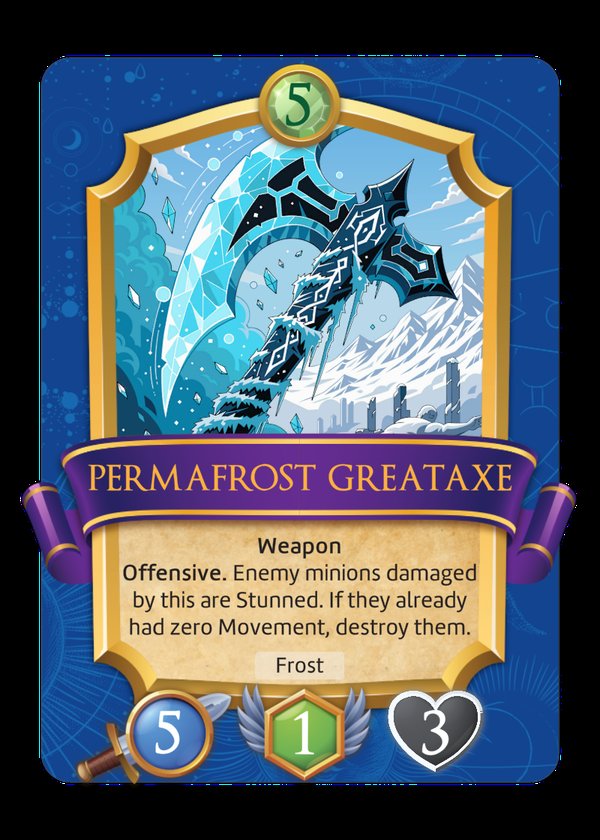 5
PERMAFROST GREATAXE
Weapon
Offensive. Enemy minions damaged
by this are Stunned. If they already
had zero Movement, destroy them.
Frost
5 1 3